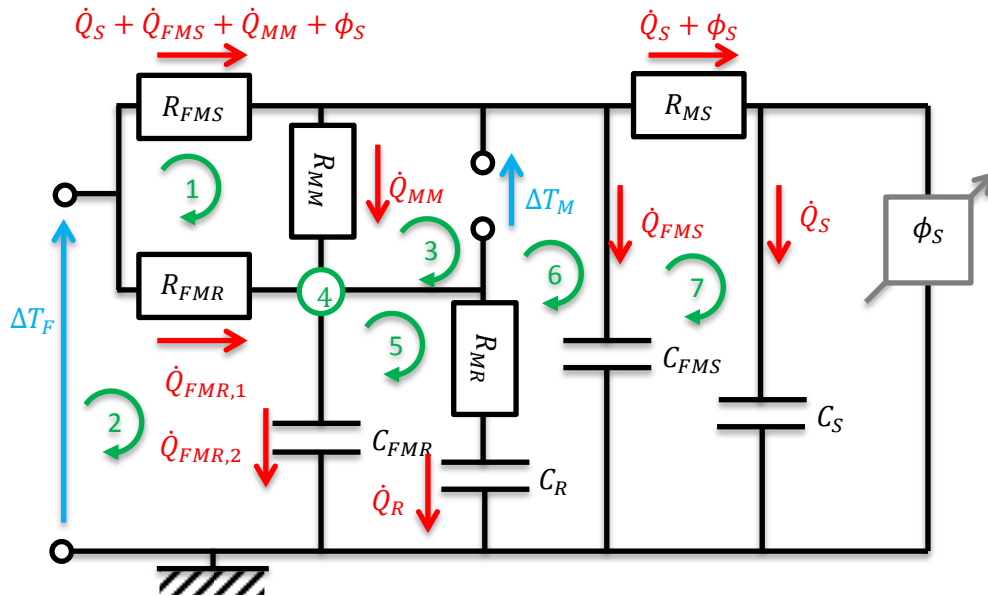 Q̇_S + Q̇_FMS + Q̇_MM + ϕ_S
Q̇_S + ϕ_S
R_FMS
R_MS
R_MM
1
Q̇_MM
ΔT_M
Q̇_FMS
Q̇_S
ϕ_S
3
6
7
R_FMR
4
ΔT_F
5
R_MR
C_FMS
Q̇_FMR,1
2
Q̇_FMR,2
C_FMR
C_S
Q̇_R
C_R